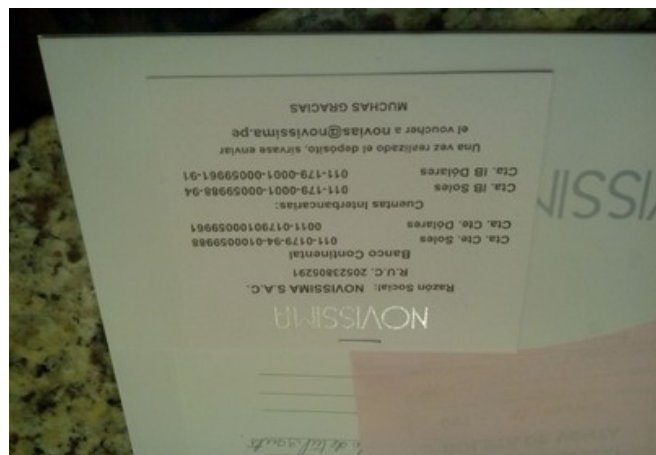 NOVISSIMA
Razón Social: NOVISSIMA S.A.C.
R.U.C. 20523805291
Banco Continental
Cta. Cte. Soles 011-0179-94-0100059988
Cta. Cte. Dólares 0011-01790100059961
Cuentas Interbancarias:
Cta. IB Soles 011-179-0001-00059988-94
Cta. IB Dólares 011-179-0001-00059961-91
Una vez realizado el depósito, sírvase enviar
el voucher a novias@novissima.pe
MUCHAS GRACIAS